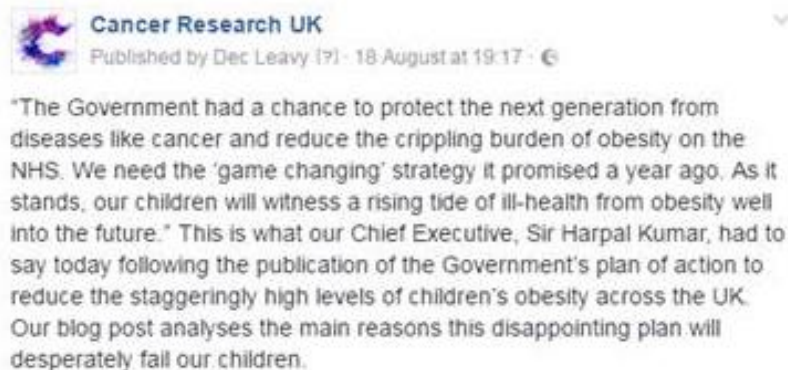 Cancer Research UK
Published by Dec Leavy [?] · 18 August at 19:17 ·
"The Government had a chance to protect the next generation from
diseases like cancer and reduce the crippling burden of obesity on the
NHS. We need the 'game changing' strategy it promised a year ago. As it
stands, our children will witness a rising tide of ill-health from obesity well
into the future." This is what our Chief Executive, Sir Harpal Kumar, had to
say today following the publication of the Government's plan of action to
reduce the staggeringly high levels of children's obesity across the UK.
Our blog post analyses the main reasons this disappointing plan will
desperately fail our children.